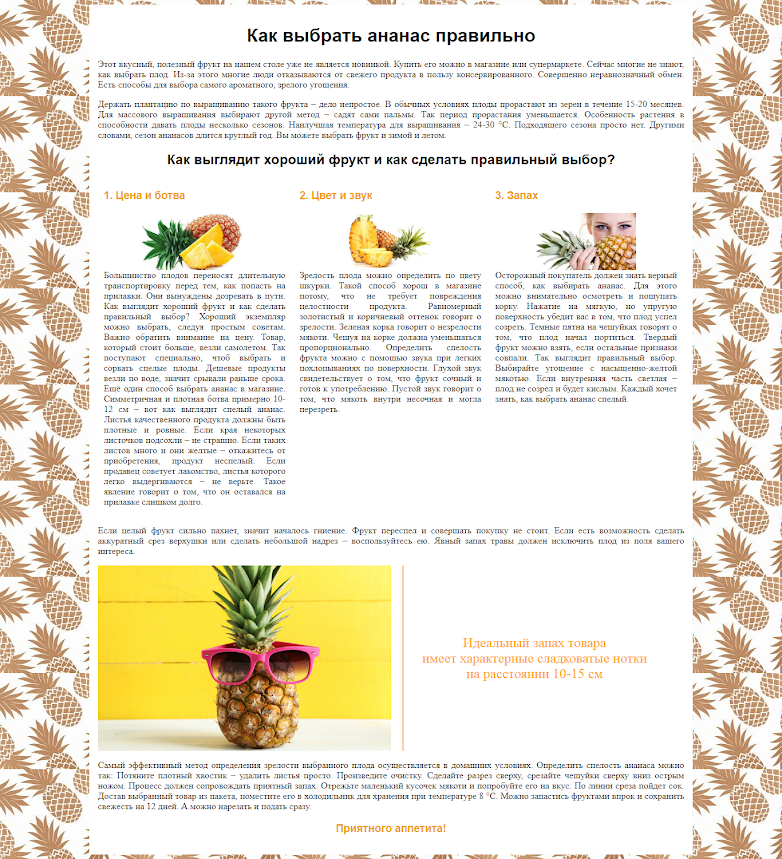 Как выбрать ананас правильно
Этот вкусный, полезный фрукт на нашем столе уже не является новинкой. Купить его можно в магазине или супермаркете. Сейчас многие не знают,
как выбрать плод. Из-за этого многие люди отказываются от свежего продукта в пользу консервированного. Совершенно неравнозначный обмен.
Есть способы для выбора самого ароматного, зрелого угощения.
Держать плантацию по выращиванию такого фрукта – дело непростое. В обычных условиях плоды прорастают из зерен в течение 15-20 месяцев.
Для массового выращивания выбирают другой метод – садят сами пальмы. Так период прорастания уменьшается. Особенность растения в
способности давать плоды несколько сезонов. Наилучшая температура для выращивания – 24-30 °C. Подходящего сезона просто нет. Другими
словами, сезон ананасов длится круглый год. Вы можете выбрать фрукт и зимой и летом.
Как выглядит хороший фрукт и как сделать правильный выбор?
1. Цена и ботва
Большинство плодов переносят длительную
транспортировку перед тем, как попасть на
прилавки. Они вынуждены дозревать в пути.
Как выглядит хороший фрукт и как сделать
правильный выбор? Хороший экземпляр
можно выбрать, следуя простым советам.
Важно обратить внимание на цену. Товар,
который стоит больше, везли самолетом. Так
поступают специально, чтоб выбрать и
сорвать спелые плоды. Дешевые продукты
везли по воде, значит срывали раньше срока.
Ещё один способ выбрать ананас в магазине.
Симметричная и плотная ботва примерно 10-
12 см – вот как выглядит спелый ананас.
Листья качественного продукта должны быть
плотные и ровные. Если края некоторых
листочков подсохли – не страшно. Если таких
листов много и они желтые – откажитесь от
приобретения, продукт неспелый. Если
продавец советует лакомство, листья которого
легко выдергиваются – не верьте. Такое
явление говорит о том, что он оставался на
прилавке слишком долго.
2. Цвет и звук
Зрелость плода можно определить по цвету
шкурки. Такой способ хорош в магазине
потому, что не требует повреждения
целостности продукта. Равномерный
золотистый и коричневый оттенок говорит о
зрелости. Зеленая корка говорит о незрелости
мякоти. Чешуя на корке должна уменьшаться
пропорционально. Определить спелость
фрукта можно с помощью звука при легких
похлопываниях по поверхности. Глухой звук
свидетельствует о том, что фрукт сочный и
готов к употреблению. Пустой звук говорит о
том, что мякоть внутри несочная и могла
перезреть.
3. Запах
Осторожный покупатель должен знать верный
способ, как выбирать ананас. Для этого
можно внимательно осмотреть и пошупать
корку. Нажатие на мягкую, но упругую
поверхность убедит вас в том, что плод успел
созреть. Темные пятна на чешуйках говорят о
том, что плод начал портиться. Твердый
фрукт можно взять, если остальные признаки
совпали. Так выглядит правильный выбор.
Выбирайте угощение с насыщенно-желтой
мякотью. Если внутренняя часть светлая –
плод не созрел и будет кислым. Каждый хочет
знать, как выбрать ананас спелый.
Если целый фрукт сильно пахнет, значит началось гниение. Фрукт переспел и совершать покупку не стоит. Если есть возможность сделать
аккуратный срез верхушки или сделать небольшой надрез – воспользуйтесь ею. Явный запах травы должен исключить плод из поля вашего
интереса.
Идеальный запах товара
имеет характерные сладковатые нотки
на расстоянии 10-15 см
Самый эффективный метод определения зрелости выбранного плода осуществляется в домашних условиях. Определить спелость ананаса можно
так: Потяните плотный хвостик – удалить листья просто. Произведите очистку. Сделайте разрез сверху, срезайте чешуйки сверху вниз острым
ножом. Процесс должен сопровождать приятный запах. Отрежьте маленький кусочек мякоти и попробуйте его на вкус. По линии среза пойдет сок.
Достав выбранный товар из пакета, поместите его в холодильник для хранения при температуре 8 °C. Можно запастись фруктами впрок и сохранить
свежесть на 12 дней. А можно нарезать и подать сразу.
Приятного аппетита!